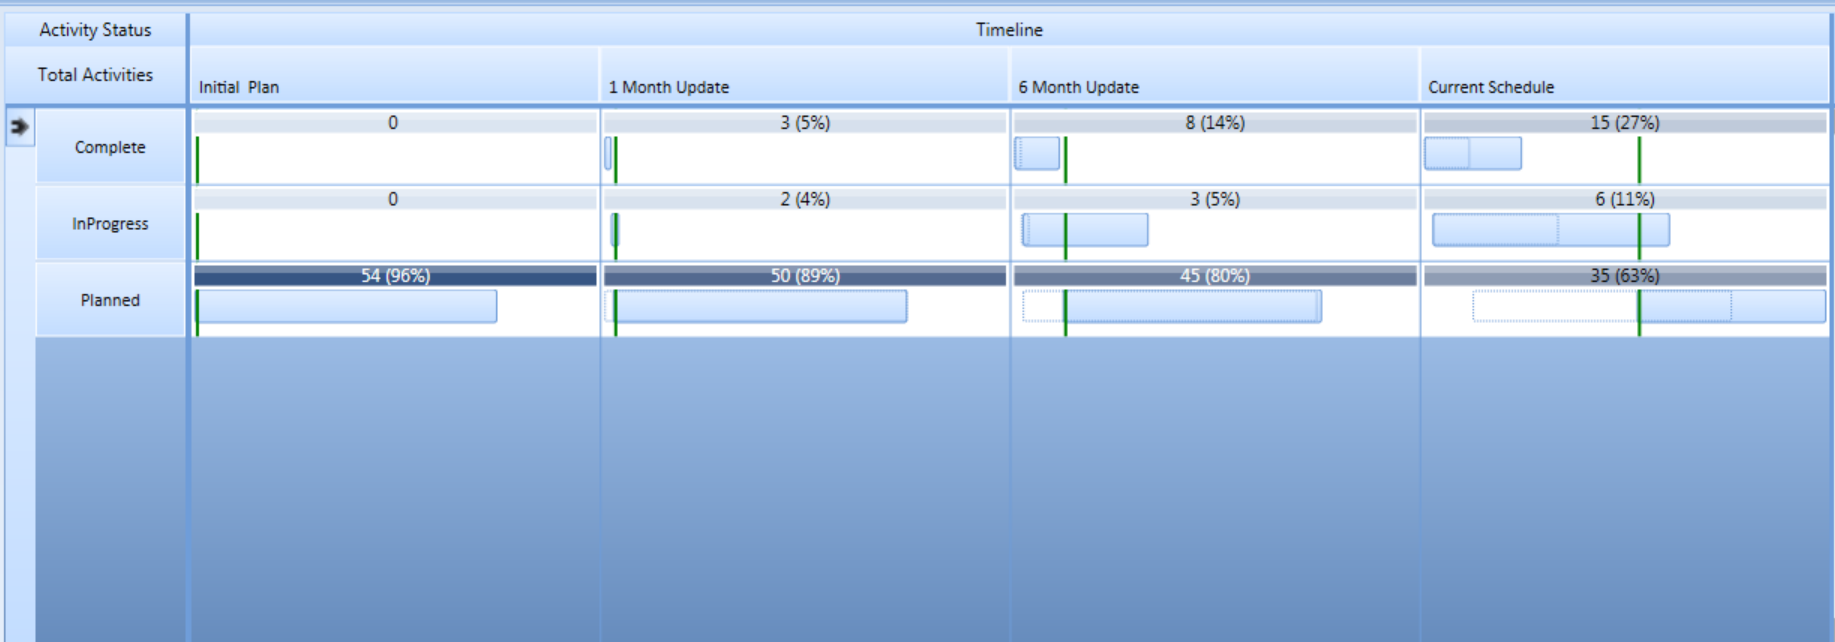 Activity Status
Timeline
Total Activities
Initial Plan
1 Month Update
6 Month Update
Current Schedule
Complete
0
3 (5%)
8 (14%)
15 (27%)
InProgress
0
2 (4%)
3 (5%)
6 (11%)
Planned
54 (96%)
50 (89%)
45 (80%)
35 (63%)